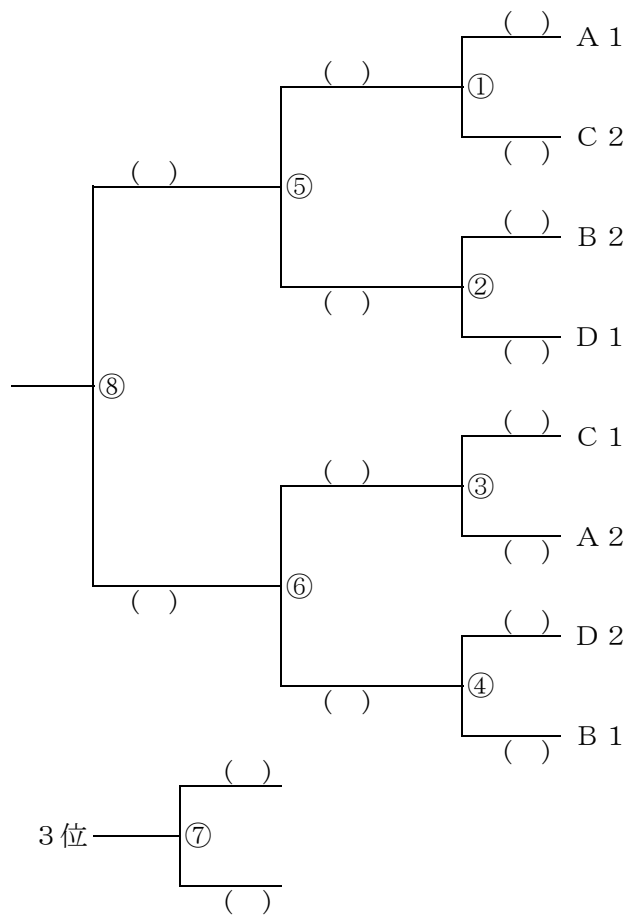 ( ) A 1
( ) ①
( ) C 2
( ) ⑤
( ) B 2
( ) ②
( ) D 1
⑧
( ) C 1
( ) ③
( ) A 2
( ) ⑥
( ) D 2
( ) ④
( ) B 1
( )
3位 ⑦
( )